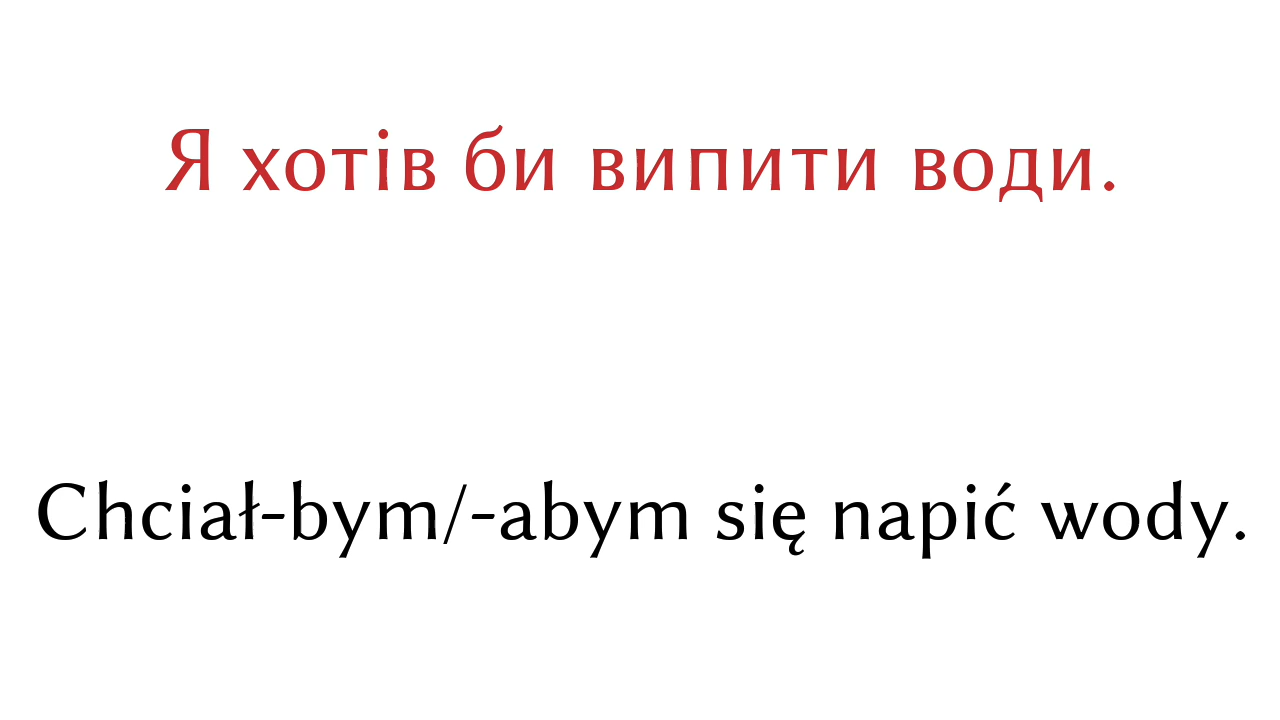 Я хотів би випити води.
Chciał-bym/-abym się napić wody.